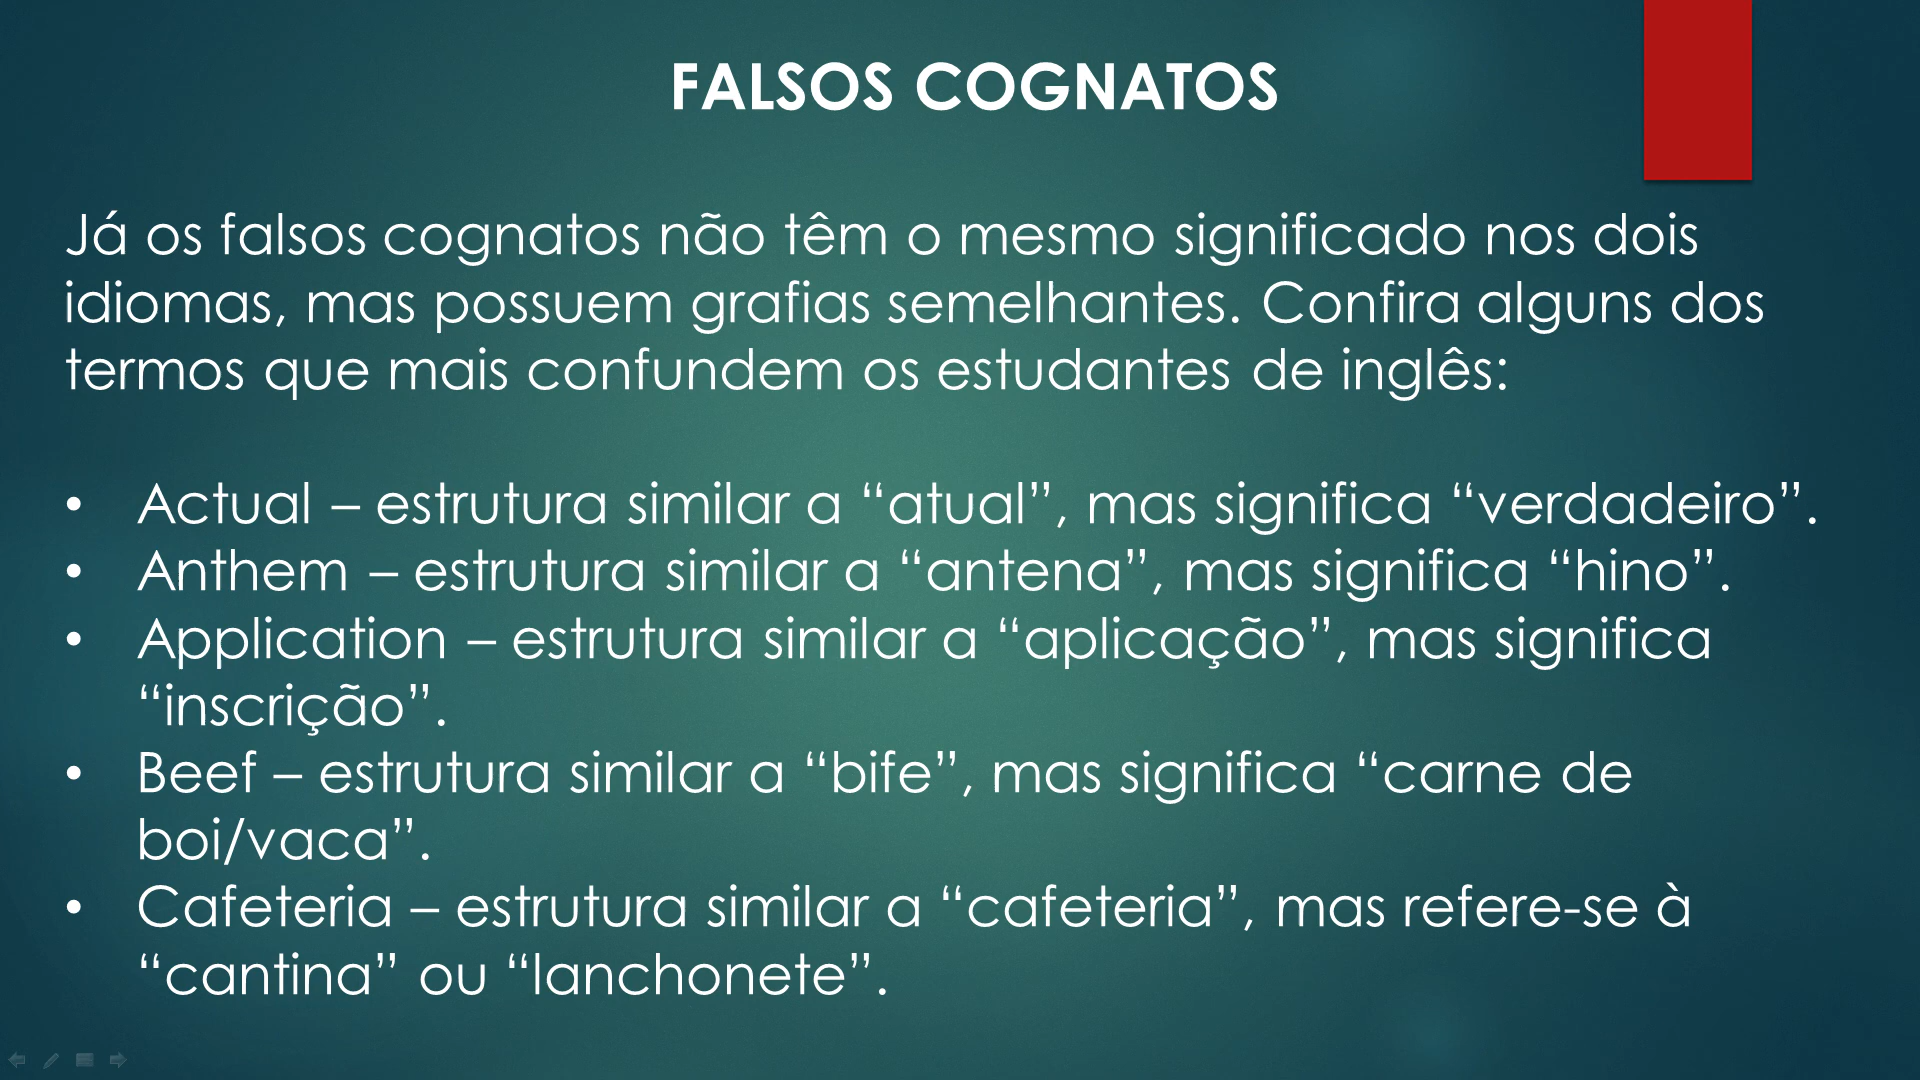 FALSOS COGNATOS
Já os falsos cognatos não têm o mesmo significado nos dois
idiomas, mas possuem grafias semelhantes. Confira alguns dos
termos que mais confundem os estudantes de inglês:
• Actual – estrutura similar a “atual”, mas significa “verdadeiro”.
• Anthem – estrutura similar a “antena”, mas significa “hino”.
• Application – estrutura similar a “aplicação”, mas significa
“inscrição”.
• Beef – estrutura similar a “bife”, mas significa “carne de
boi/vaca”.
• Cafeteria – estrutura similar a “cafeteria”, mas refere-se à
“cantina” ou “lanchonete”.